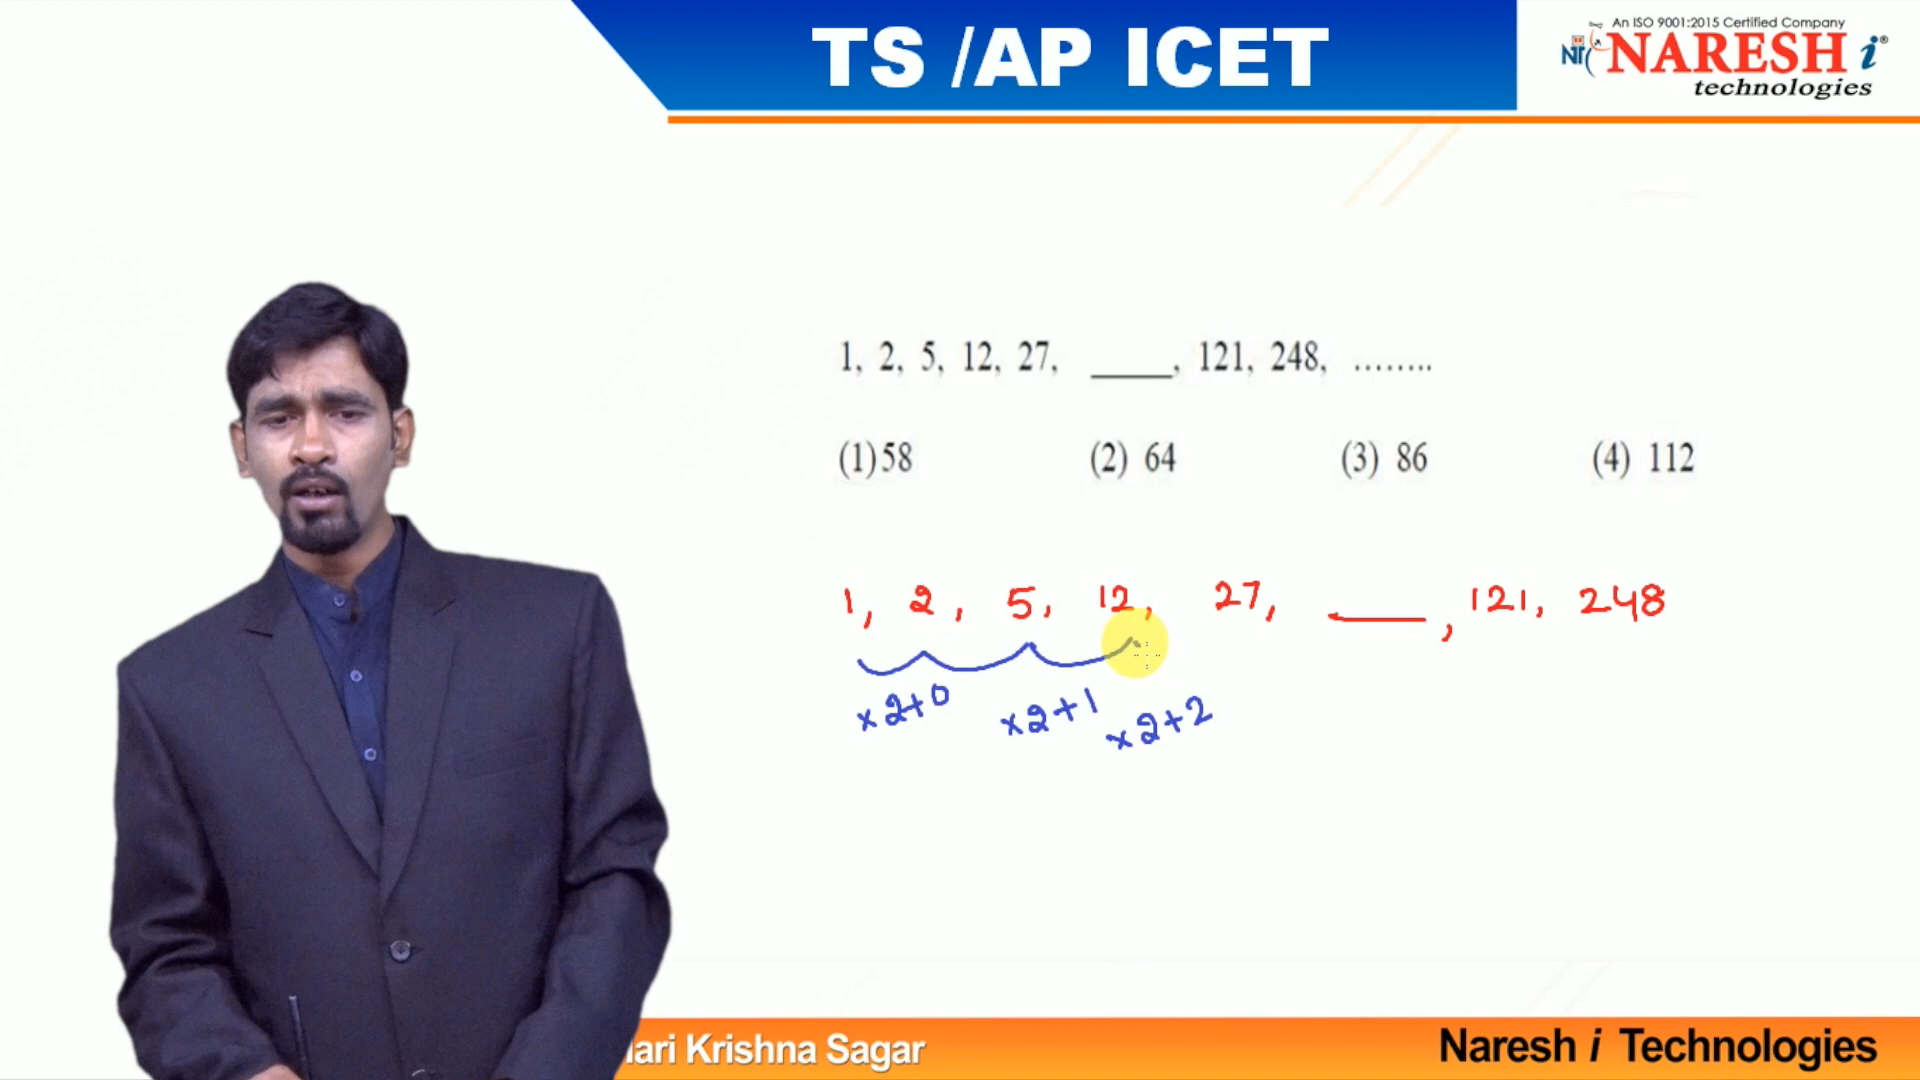 TS /AP ICET
An ISO 9001:2015 Certified Company
NARESH i
technologies
1, 2, 5, 12, 27, ____, 121, 248, ........
(1) 58 (2) 64 (3) 86 (4) 112
1, 2, 5, 12, 27, ____, 121, 248
×2+0 ×2+1 ×2+2
Krishna Sagar
Naresh i Technologies